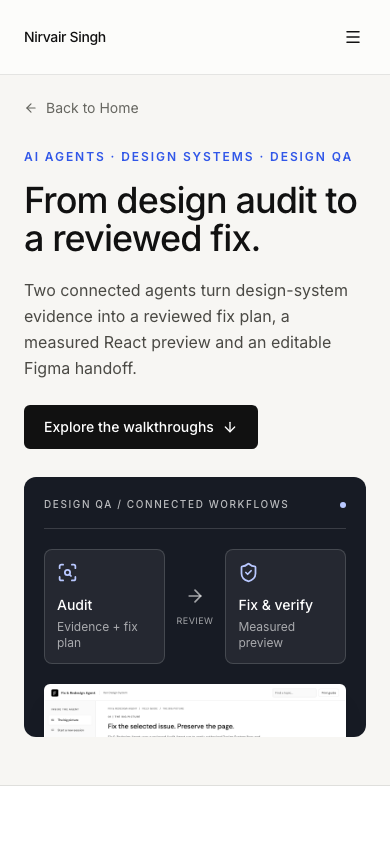 Nirvair Singh
Back to Home
AI AGENTS · DESIGN SYSTEMS · DESIGN QA
From design audit to
a reviewed fix.
Two connected agents turn design-system
evidence into a reviewed fix plan, a
measured React preview and an editable
Figma handoff.
Explore the walkthroughs
DESIGN QA / CONNECTED WORKFLOWS
Audit
Evidence + fix
plan
REVIEW
Fix & verify
Measured
preview
Fix the selected issue. Preserve the page.